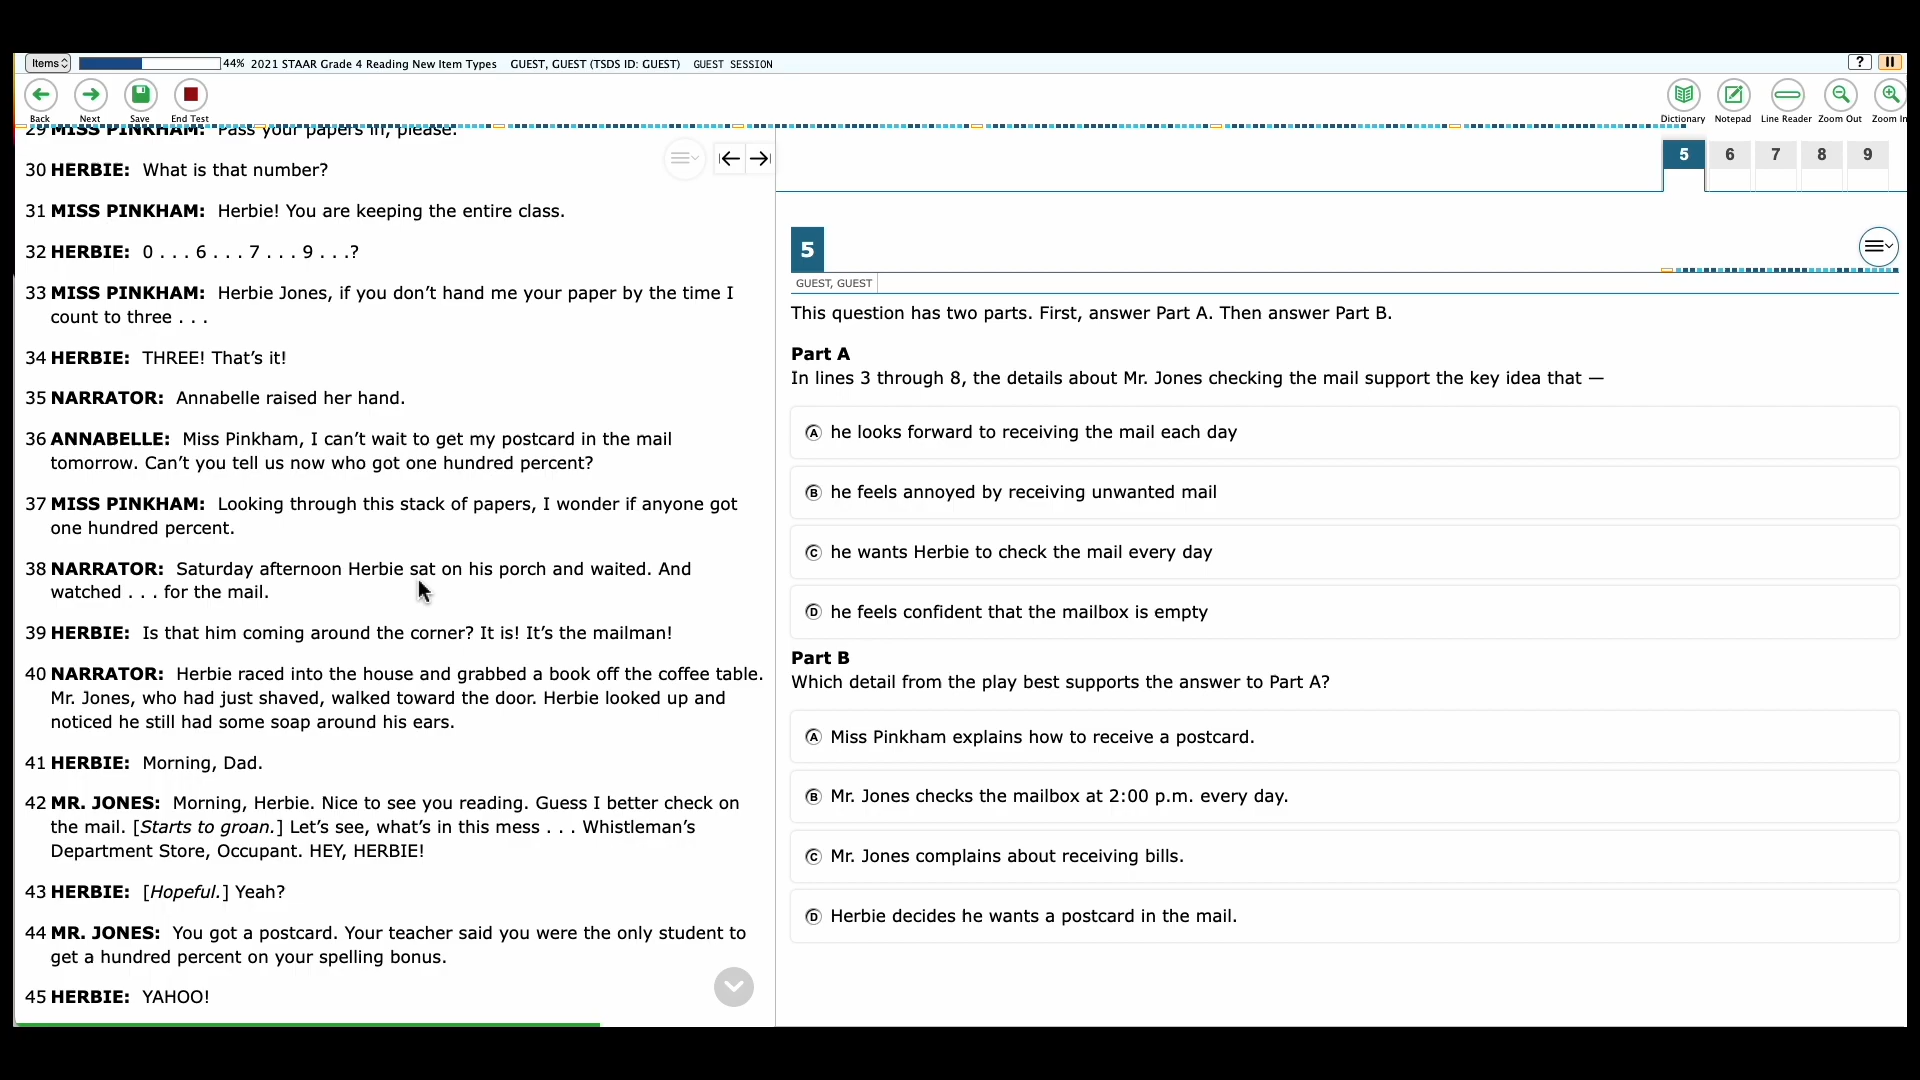 Items 44% 2021 STAAR Grade 4 Reading New Item Types GUEST, GUEST (TSDS ID: GUEST) GUEST SESSION ?
Back Next Save End Test Dictionary Notepad Line Reader Zoom Out Zoom In
29 MISS PINKHAM: Pass your papers in, please.
30 HERBIE: What is that number?
31 MISS PINKHAM: Herbie! You are keeping the entire class.
32 HERBIE: 0 . . . 6 . . . 7 . . . 9 . . .?
33 MISS PINKHAM: Herbie Jones, if you don’t hand me your paper by the time I
count to three . . .
34 HERBIE: THREE! That’s it!
35 NARRATOR: Annabelle raised her hand.
36 ANNABELLE: Miss Pinkham, I can’t wait to get my postcard in the mail
tomorrow. Can’t you tell us now who got one hundred percent?
37 MISS PINKHAM: Looking through this stack of papers, I wonder if anyone got
one hundred percent.
38 NARRATOR: Saturday afternoon Herbie sat on his porch and waited. And
watched . . . for the mail.
39 HERBIE: Is that him coming around the corner? It is! It’s the mailman!
40 NARRATOR: Herbie raced into the house and grabbed a book off the coffee table.
Mr. Jones, who had just shaved, walked toward the door. Herbie looked up and
noticed he still had some soap around his ears.
41 HERBIE: Morning, Dad.
42 MR. JONES: Morning, Herbie. Nice to see you reading. Guess I better check on
the mail. [Starts to groan.] Let’s see, what’s in this mess . . . Whistleman’s
Department Store, Occupant. HEY, HERBIE!
43 HERBIE: [Hopeful.] Yeah?
44 MR. JONES: You got a postcard. Your teacher said you were the only student to
get a hundred percent on your spelling bonus.
45 HERBIE: YAHOO!
5 6 7 8 9
5
GUEST, GUEST
This question has two parts. First, answer Part A. Then answer Part B.
Part A
In lines 3 through 8, the details about Mr. Jones checking the mail support the key idea that —
A he looks forward to receiving the mail each day
B he feels annoyed by receiving unwanted mail
C he wants Herbie to check the mail every day
D he feels confident that the mailbox is empty
Part B
Which detail from the play best supports the answer to Part A?
A Miss Pinkham explains how to receive a postcard.
B Mr. Jones checks the mailbox at 2:00 p.m. every day.
C Mr. Jones complains about receiving bills.
D Herbie decides he wants a postcard in the mail.